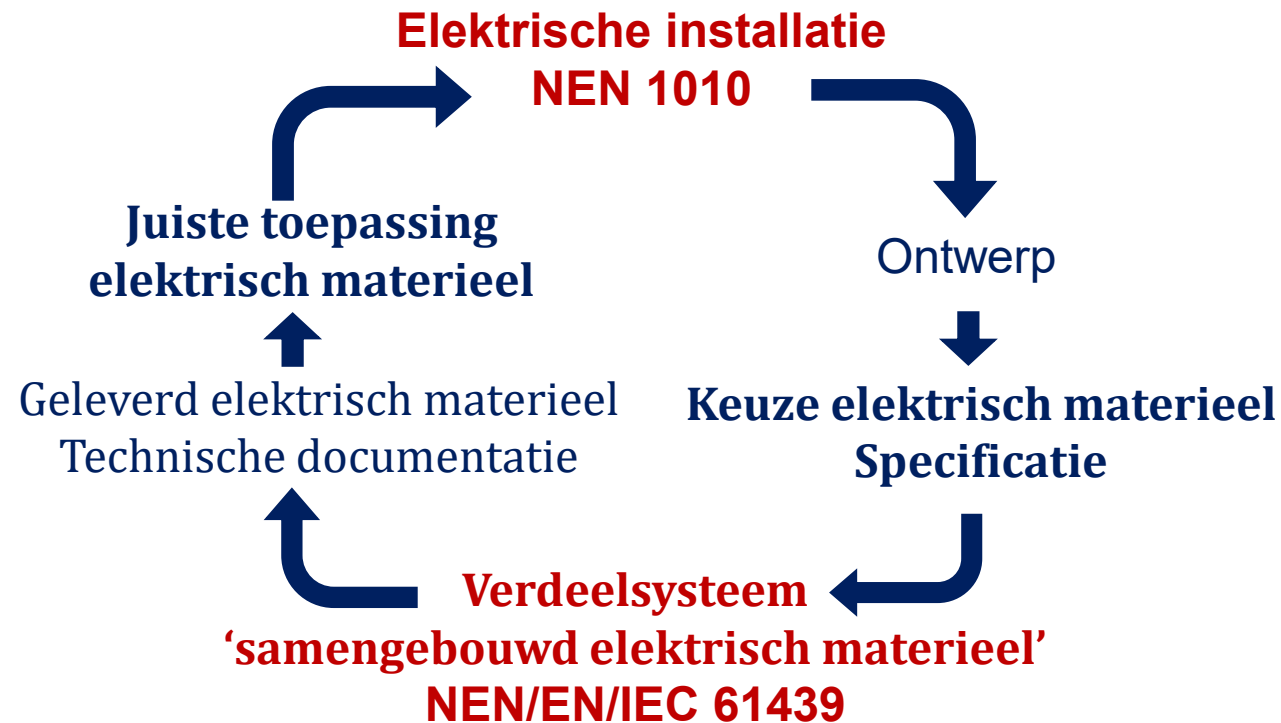 Elektrische installatie
NEN 1010
Juiste toepassing
elektrisch materieel
Ontwerp
Geleverd elektrisch materieel
Technische documentatie
Keuze elektrisch materieel
Specificatie
Verdeelsysteem
‘samengebouwd elektrisch materieel’
NEN/EN/IEC 61439